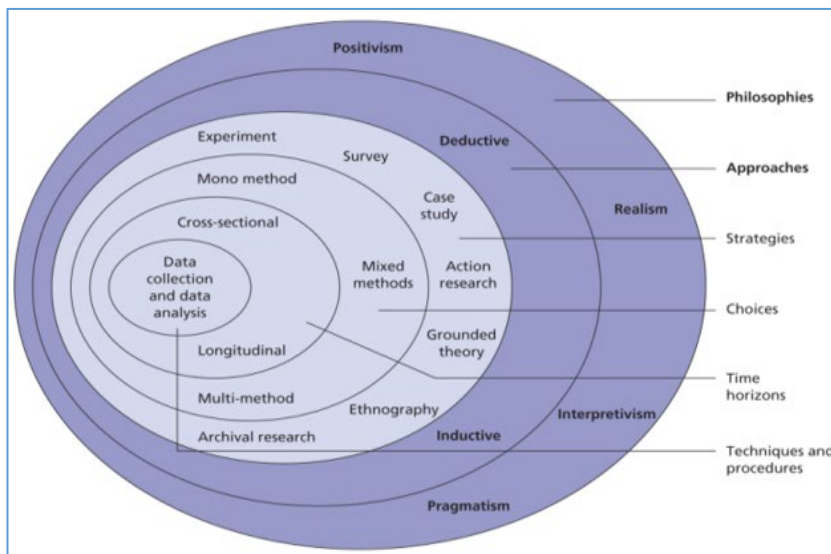 Positivism
Philosophies
Deductive
Experiment
Survey
Approaches
Mono method
Case
study
Realism
Cross-sectional
Strategies
Data
collection
and data
analysis
Mixed
methods
Action
research
Choices
Grounded
theory
Longitudinal
Time
horizons
Multi-method
Ethnography
Interpretivism
Archival research
Inductive
Techniques and
procedures
Pragmatism